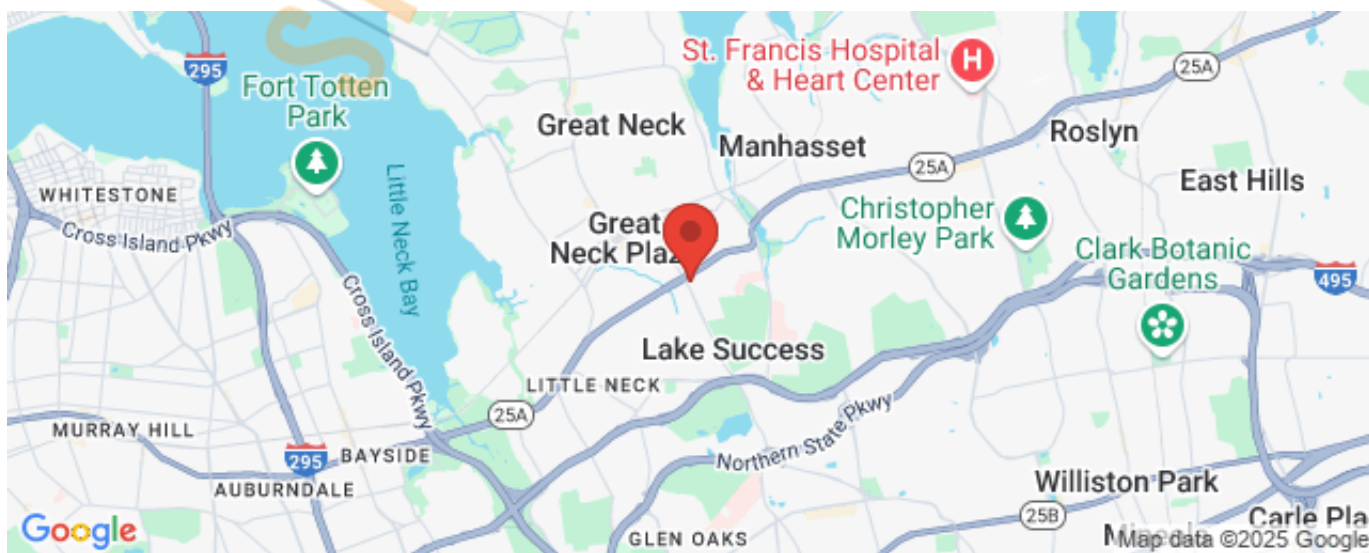 295
Fort Totten
Park
WHITESTONE
Cross Island Pkwy
Little Neck Bay
Cross Island Pkwy
Great Neck
St. Francis Hospital
& Heart Center
H
25A
Manhasset
Roslyn
25A
East Hills
Great
Neck Plaz
Christopher
Morley Park
Clark Botanic
Gardens
495
Lake Success
LITTLE NECK
25A
Northern State Pkwy
MURRAY HILL
295
BAYSIDE
AUBURNDALE
Williston Park
25B
Carle Pla
GLEN OAKS
Google
Map data ©2025 Google